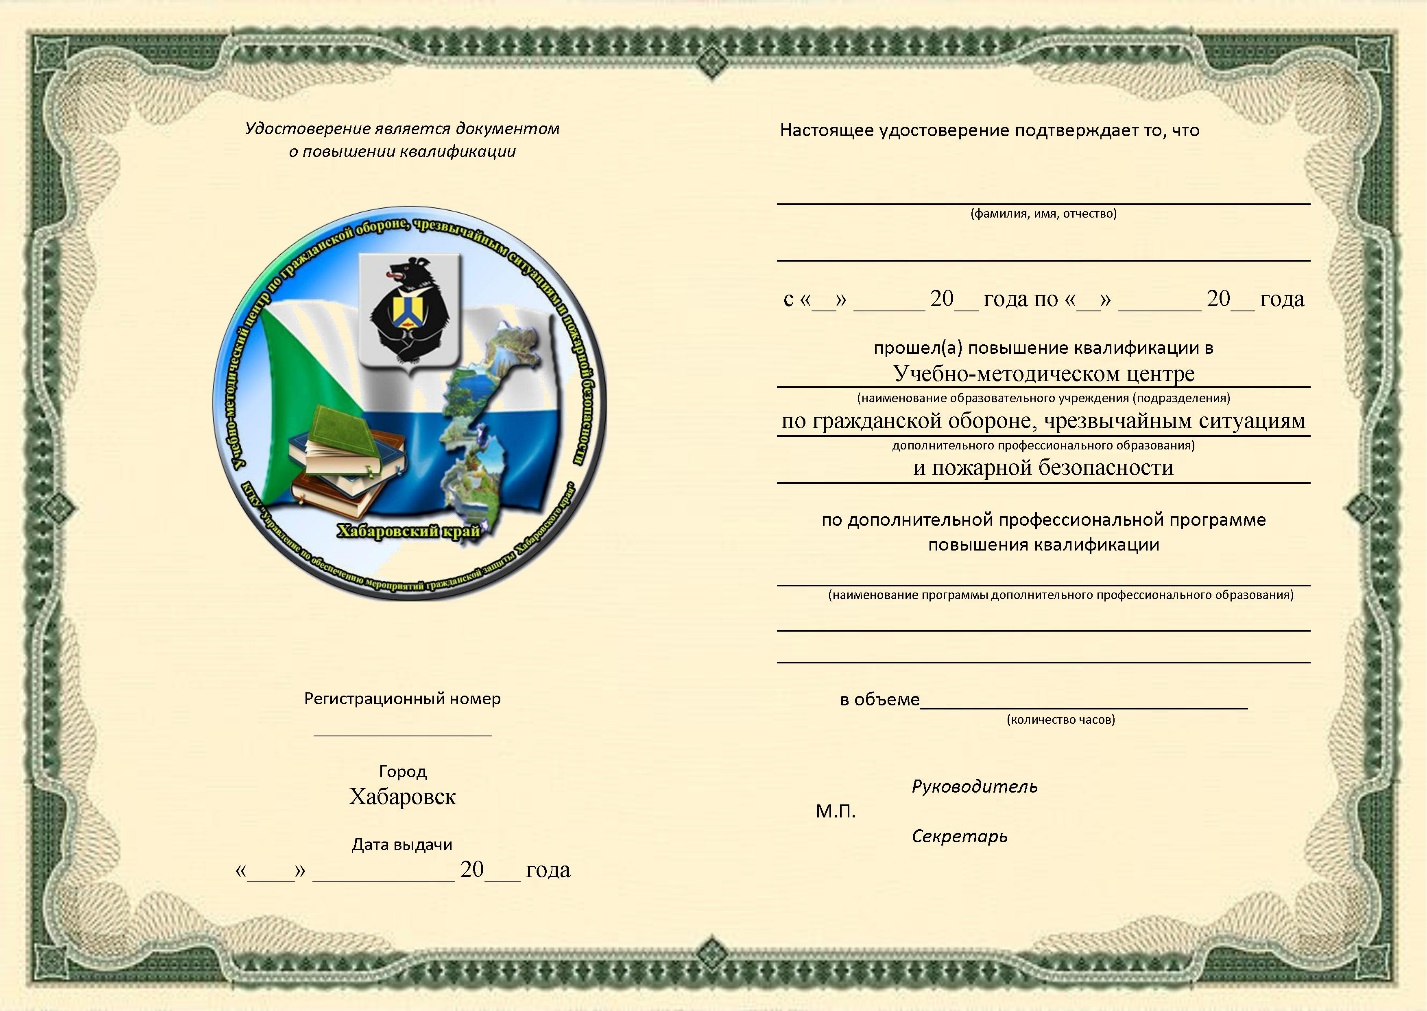 Удостоверение является документом
о повышении квалификации
Учебно-методический центр по гражданской обороне, чрезвычайным ситуациям и пожарной безопасности
Хабаровский край
КГКУ "Управление по обеспечению мероприятий гражданской защиты Хабаровского края"
Регистрационный номер
_______________
Город
Хабаровск
Дата выдачи
«____» ____________ 20___ года
Настоящее удостоверение подтверждает то, что
(фамилия, имя, отчество)
с «__» ______ 20__ года по «__» _______ 20__ года
прошел(а) повышение квалификации в
Учебно-методическом центре
(наименование образовательного учреждения (подразделения)
по гражданской обороне, чрезвычайным ситуациям
дополнительного профессионального образования)
и пожарной безопасности
по дополнительной профессиональной программе
повышения квалификации
(наименование программы дополнительного профессионального образования)
в объеме______________________________
(количество часов)
Руководитель
М.П.
Секретарь